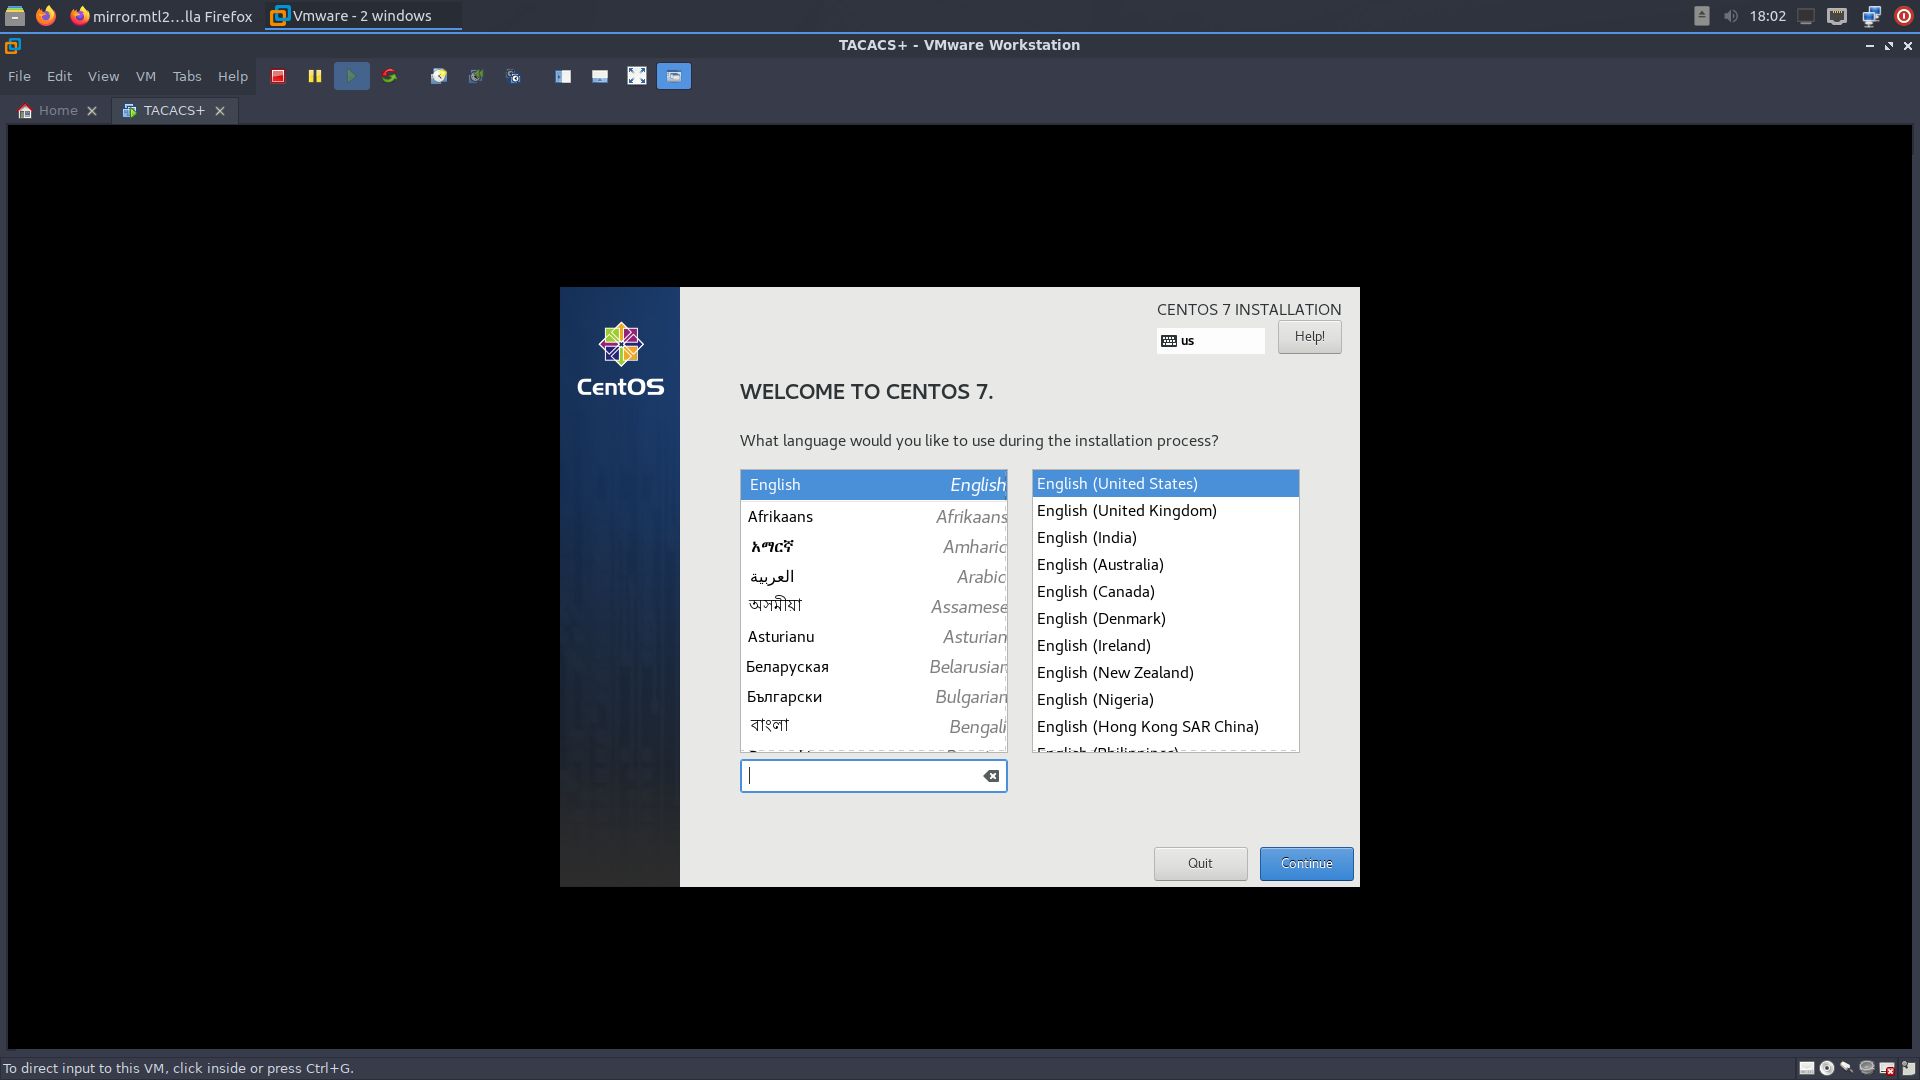 mirror.mtl2...lla Firefox
Vmware - 2 windows
18:02
TACACS+ - VMware Workstation
File Edit View VM Tabs Help
Home
TACACS+
CentOS
CENTOS 7 INSTALLATION
us
Help!
WELCOME TO CENTOS 7.
What language would you like to use during the installation process?
English English
Afrikaans Afrikaans
አማርኛ Amharic
العربية Arabic
অসমীয়া Assamese
Asturianu Asturian
Беларуская Belarusian
Български Bulgarian
বাংলা Bengali
English (United States)
English (United Kingdom)
English (India)
English (Australia)
English (Canada)
English (Denmark)
English (Ireland)
English (New Zealand)
English (Nigeria)
English (Hong Kong SAR China)
English (Philippines)
Quit
Continue
To direct input to this VM, click inside or press Ctrl+G.